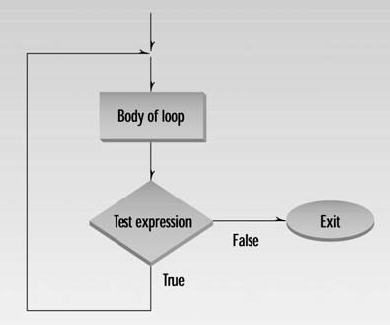 Body of loop
Test expression
Exit
False
True